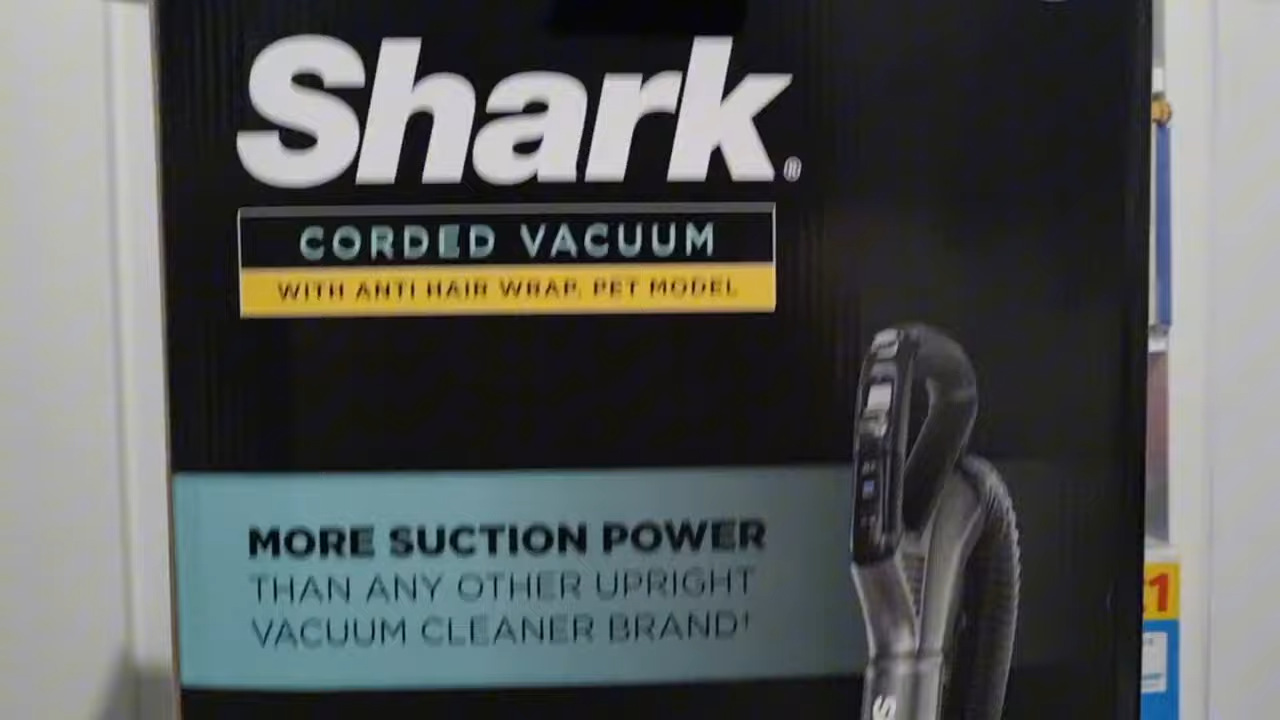 Shark®
CORDED VACUUM
WITH ANTI HAIR WRAP, PET MODEL
MORE SUCTION POWER
THAN ANY OTHER UPRIGHT
VACUUM CLEANER BRAND†